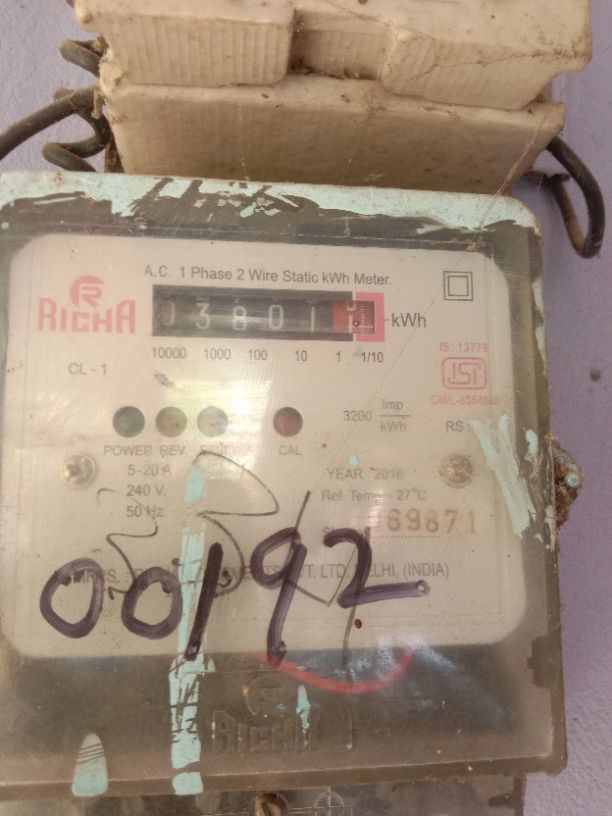 A.C. 1 Phase 2 Wire Static kWh Meter.
R
RICHA
03801
kWh
10000 1000 100 10 1 1/10
CL - 1
IS: 13779
ISI
3200 Imp/kWh
RS
POWER REV CAL
5-20 A
240 V.
50 Hz
YEAR : 2016
Ref. Temp - 27°C
69871
00192
LTD. DELHI, (INDIA)
R
RICHA